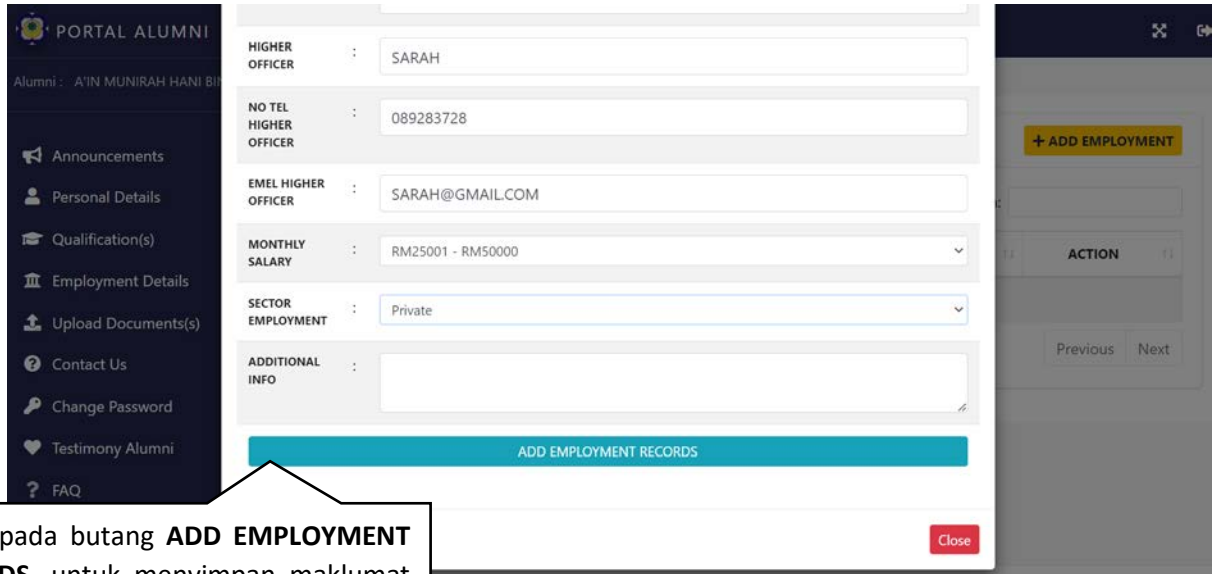 PORTAL ALUMNI
Alumni : A'IN MUNIRAH HANI
Announcements
Personal Details
Qualification(s)
Employment Details
Upload Documents(s)
Contact Us
Change Password
Testimony Alumni
FAQ
HIGHER
OFFICER
:
SARAH
NO TEL
HIGHER
OFFICER
:
089283728
EMEL HIGHER
OFFICER
:
SARAH@GMAIL.COM
MONTHLY
SALARY
:
RM25001 - RM50000
SECTOR
EMPLOYMENT
:
Private
ADDITIONAL
INFO
:
ADD EMPLOYMENT RECORDS
Close
+ ADD EMPLOYMENT
ACTION
Previous Next
pada butang ADD EMPLOYMENT
untuk menyimpan maklumat